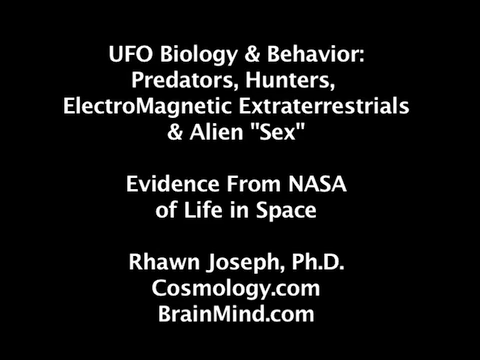 UFO Biology & Behavior:
Predators, Hunters,
ElectroMagnetic Extraterrestrials
& Alien "Sex"
Evidence From NASA
of Life in Space
Rhawn Joseph, Ph.D.
Cosmology.com
BrainMind.com